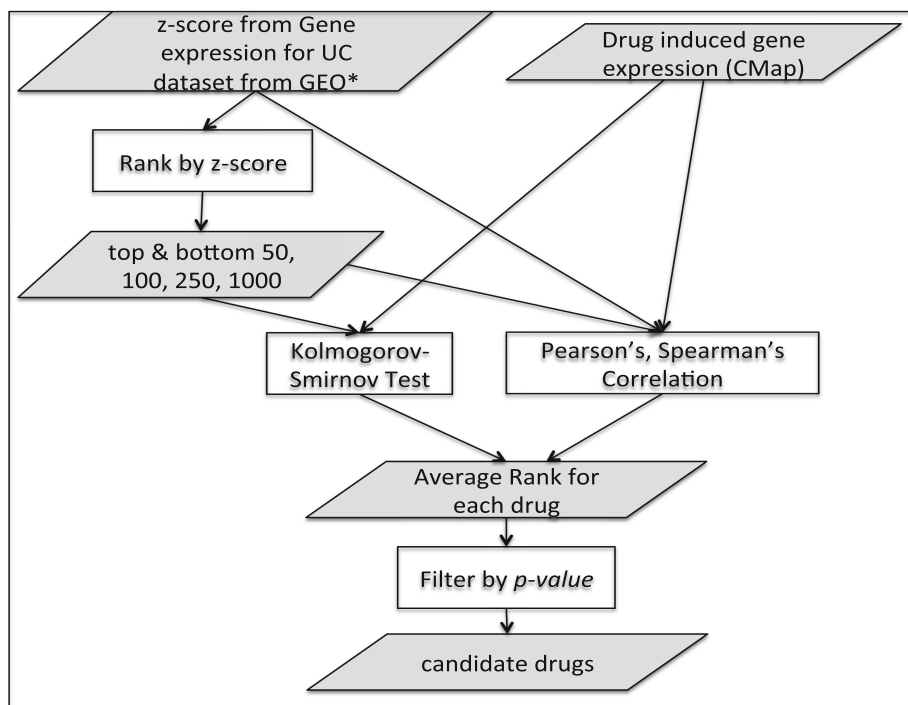 z-score from Gene
expression for UC
dataset from GEO*
Drug induced gene
expression (CMap)
Rank by z-score
top & bottom 50,
100, 250, 1000
Kolmogorov-
Smirnov Test
Pearson's, Spearman's
Correlation
Average Rank for
each drug
Filter by p-value
candidate drugs